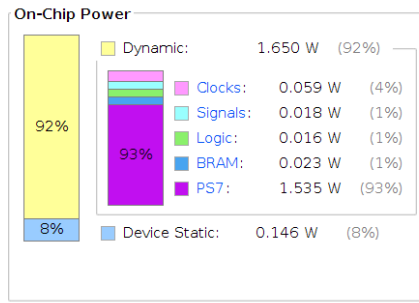 On-Chip Power
Dynamic: 1.650 W (92%)
92%
Clocks: 0.059 W (4%)
Signals: 0.018 W (1%)
Logic: 0.016 W (1%)
93%
BRAM: 0.023 W (1%)
PS7: 1.535 W (93%)
8%
Device Static: 0.146 W (8%)